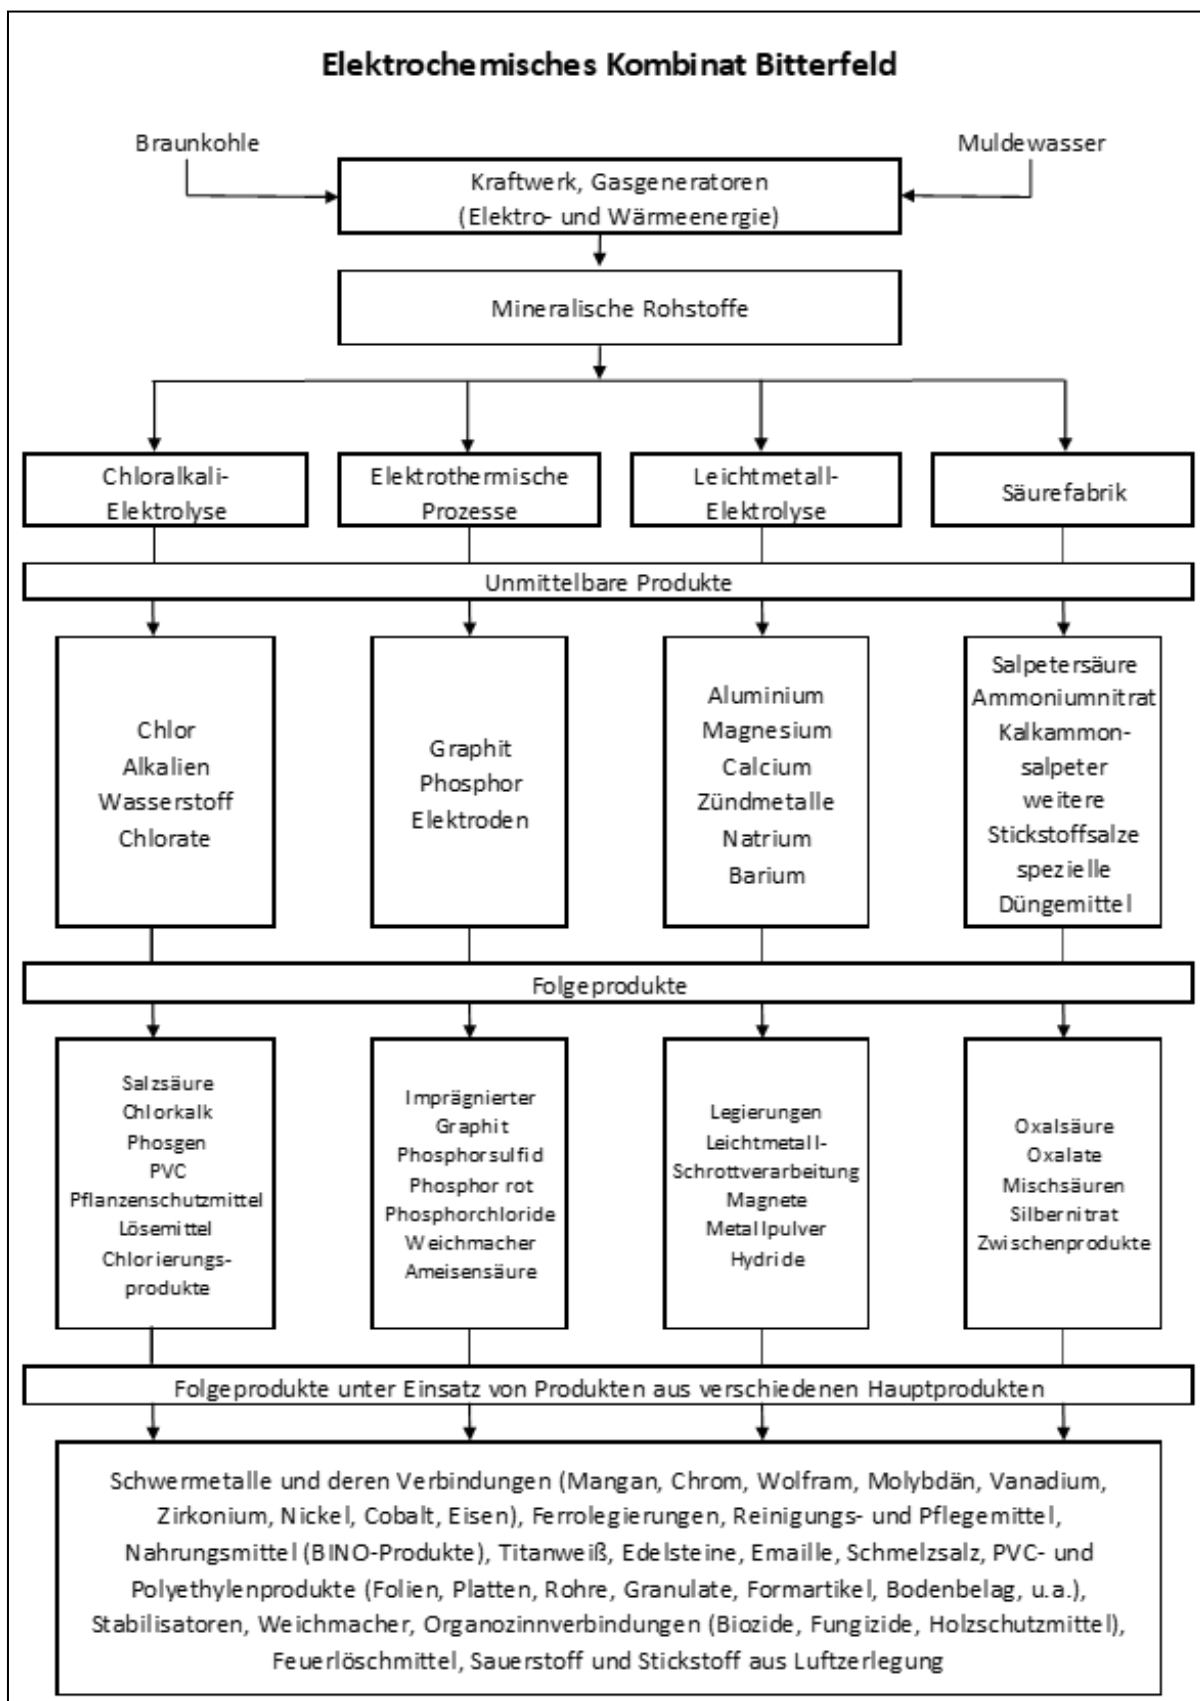 Elektrochemisches Kombinat Bitterfeld
Braunkohle
Muldewasser
Kraftwerk, Gasgeneratoren
(Elektro- und Wärmeenergie)
Mineralische Rohstoffe
Chloralkali-
Elektrolyse
Elektrothermische
Prozesse
Leichtmetall-
Elektrolyse
Säurefabrik
Unmittelbare Produkte
Chlor
Alkalien
Wasserstoff
Chlorate
Graphit
Phosphor
Elektroden
Aluminium
Magnesium
Calcium
Zündmetalle
Natrium
Barium
Salpetersäure
Ammoniumnitrat
Kalkammon-
salpeter
weitere
Stickstoffsalze
spezielle
Düngemittel
Folgeprodukte
Salzsäure
Chlorkalk
Phosgen
PVC
Pflanzenschutzmittel
Lösemittel
Chlorierungs-
produkte
Imprägnierter
Graphit
Phosphorsulfid
Phosphor rot
Phosphorchloride
Weichmacher
Ameisensäure
Legierungen
Leichtmetall-
Schrottverarbeitung
Magnete
Metallpulver
Hydride
Oxalsäure
Oxalate
Mischsäuren
Silbernitrat
Zwischenprodukte
Folgeprodukte unter Einsatz von Produkten aus verschiedenen Hauptprodukten
Schwermetalle und deren Verbindungen (Mangan, Chrom, Wolfram, Molybdän, Vanadium,
Zirkonium, Nickel, Cobalt, Eisen), Ferrolegierungen, Reinigungs- und Pflegemittel,
Nahrungsmittel (BINO-Produkte), Titanweiß, Edelsteine, Emaille, Schmelzsalz, PVC- und
Polyethylenprodukte (Folien, Platten, Rohre, Granulate, Formartikel, Bodenbelag, u.a.),
Stabilisatoren, Weichmacher, Organozinnverbindungen (Biozide, Fungizide, Holzschutzmittel),
Feuerlöschmittel, Sauerstoff und Stickstoff aus Luftzerlegung